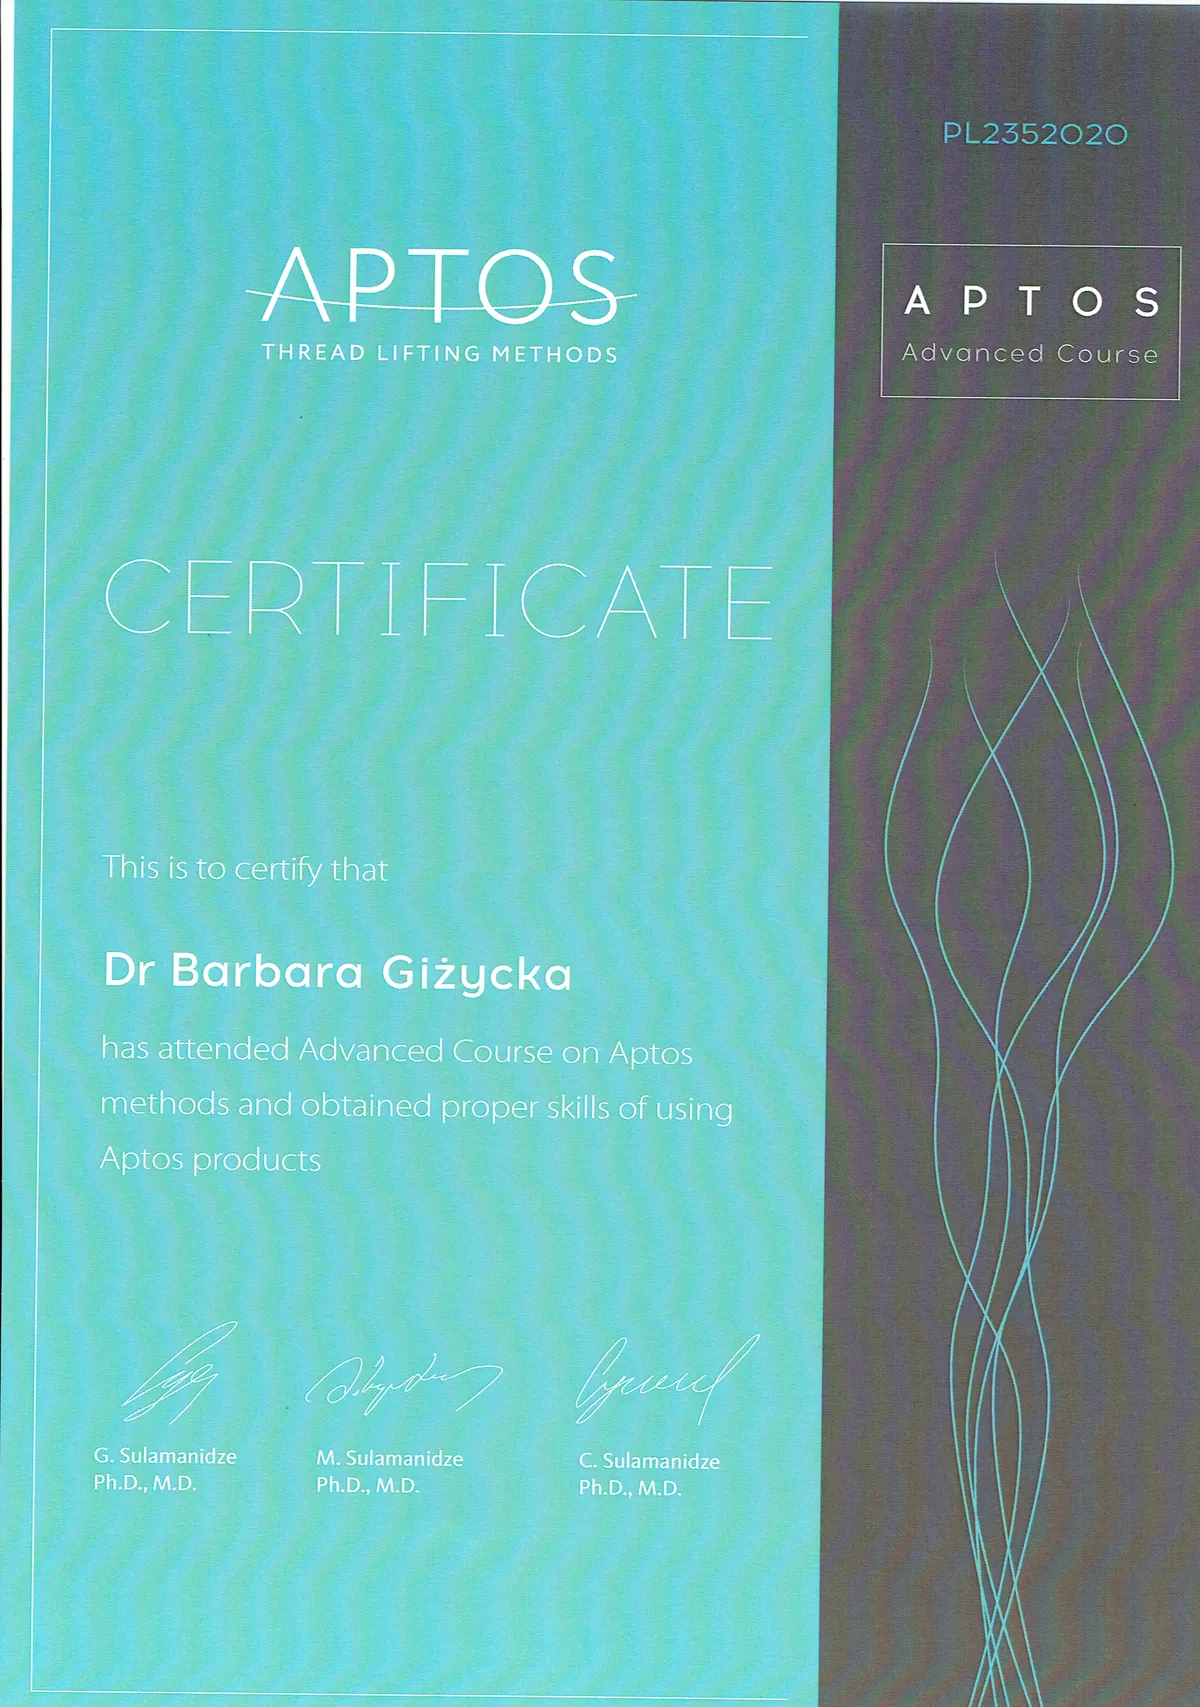 PL2352020
APTOS
THREAD LIFTING METHODS
APTOS
Advanced Course
CERTIFICATE
This is to certify that
Dr Barbara Giżycka
has attended Advanced Course on Aptos
methods and obtained proper skills of using
Aptos products
G. Sulamanidze
Ph.D., M.D.
M. Sulamanidze
Ph.D., M.D.
C. Sulamanidze
Ph.D., M.D.